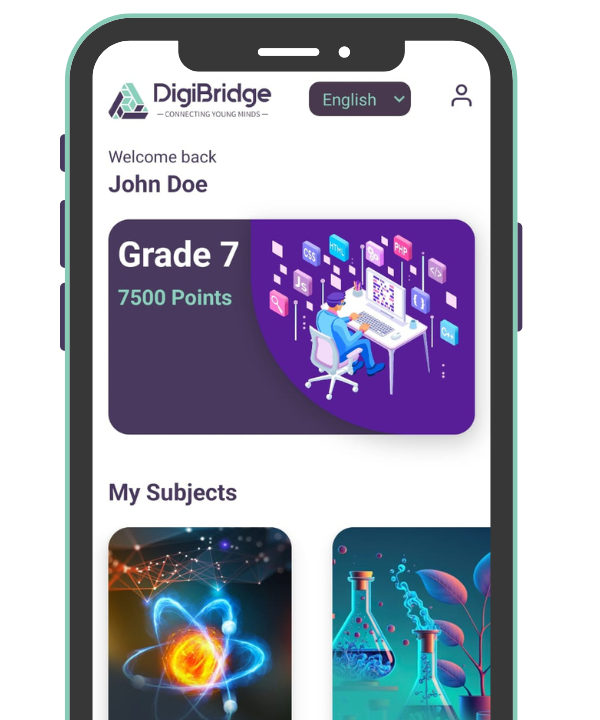 DigiBridge
— CONNECTING YOUNG MINDS —
English
Welcome back
John Doe
Grade 7
7500 Points
CSS
HTML
PHP
</>
Js
{ }
C++
My Subjects